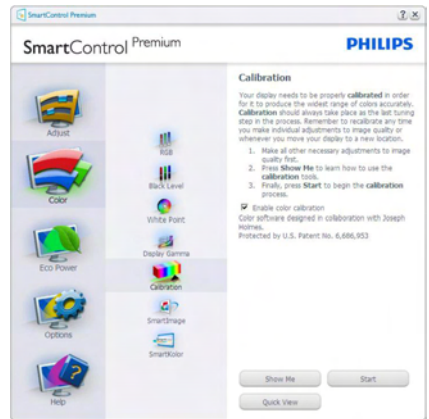 SmartControl Premium
SmartControl Premium
PHILIPS
Adjust
Color
Eco Power
Options
Help
RGB
Black Level
White Point
Display Gamma
Calibration
SmartImage
SmartKolor
Calibration
Your display needs to be properly calibrated in order
for it to produce the widest range of colors accurately.
Calibration should always take place as the last tuning
step in the process. Remember to recalibrate any time
you make individual adjustments to image quality or
whenever you move your display to a new location.
1. Make all other necessary adjustments to image
quality first.
2. Press Show Me to learn how to use the
calibration tools.
3. Finally, press Start to begin the calibration
process.
Enable color calibration
Color software designed in collaboration with Joseph
Holmes.
Protected by U.S. Patent No. 6,686,953
Show Me
Start
Quick View